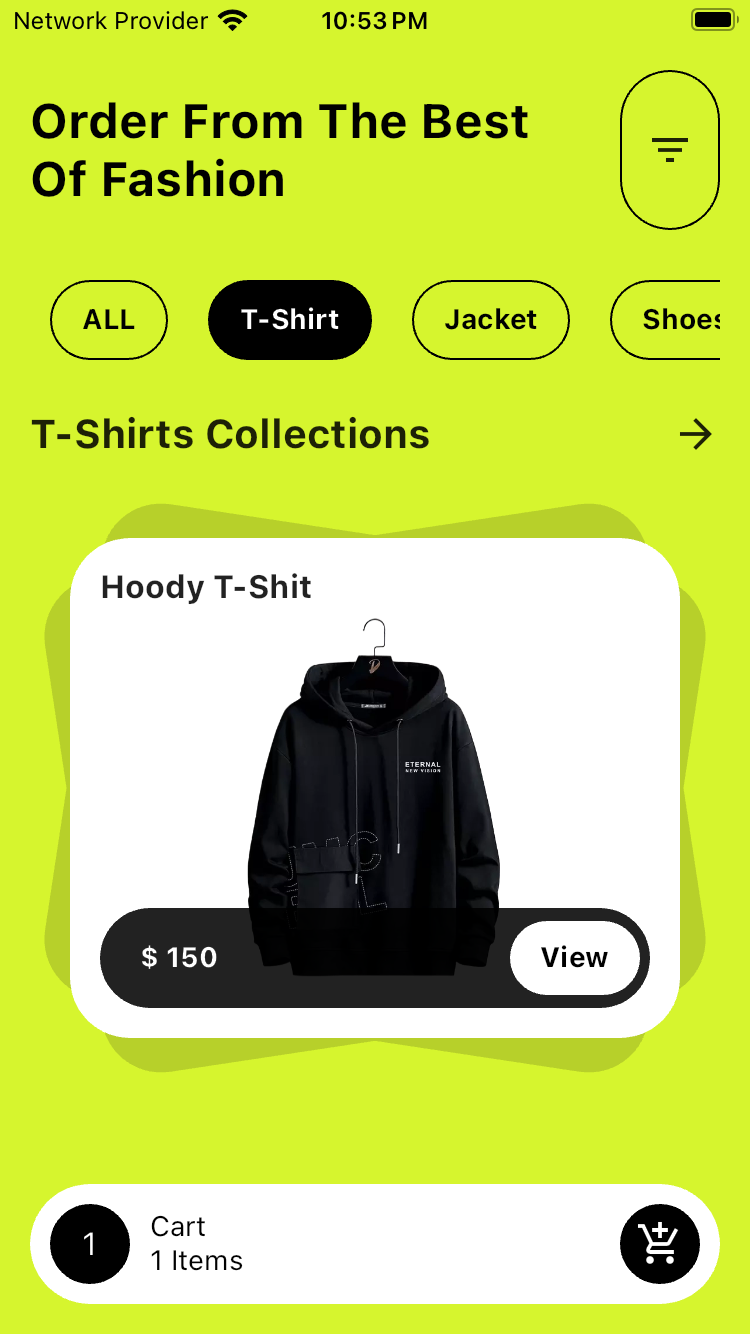 Network Provider 10:53 PM
Order From The Best
Of Fashion
ALL T-Shirt Jacket Shoes
T-Shirts Collections
Hoody T-Shit
ETERNAL
NEW VISION
$ 150 View
1 Cart
1 Items